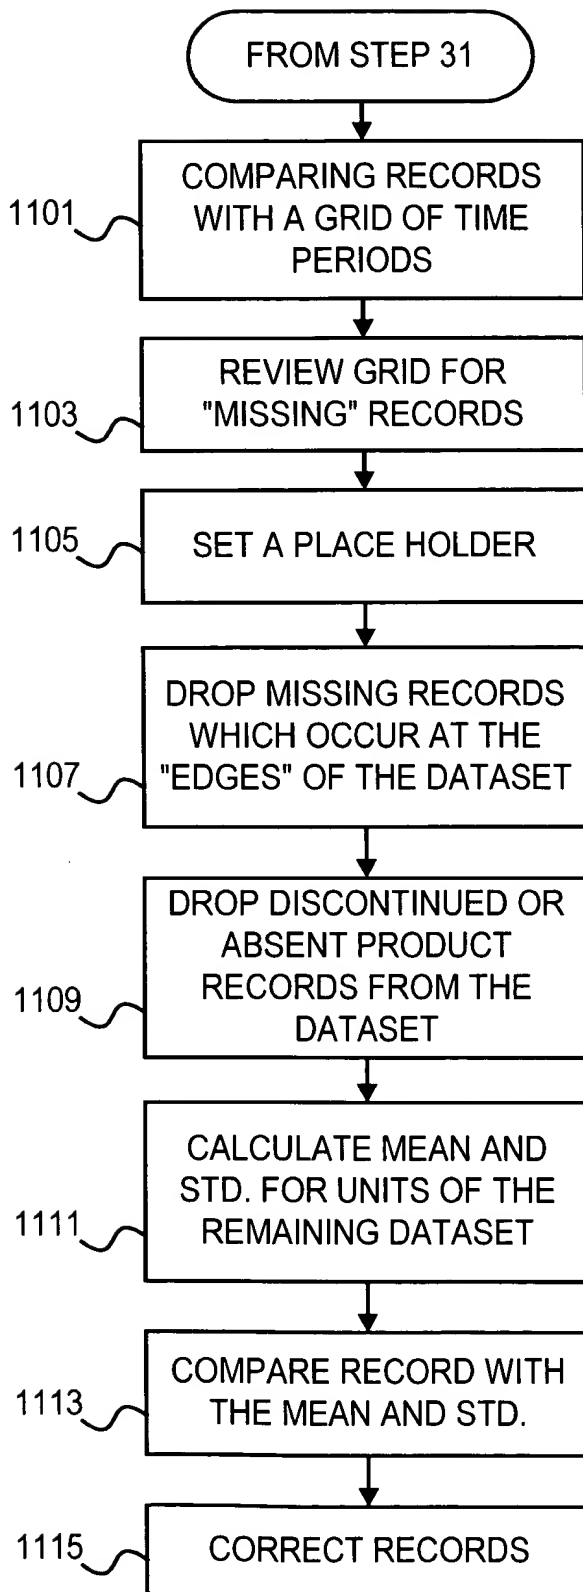 FROM STEP 31
1101
COMPARING RECORDS
WITH A GRID OF TIME
PERIODS
1103
REVIEW GRID FOR
"MISSING" RECORDS
1105
SET A PLACE HOLDER
1107
DROP MISSING RECORDS
WHICH OCCUR AT THE
"EDGES" OF THE DATASET
1109
DROP DISCONTINUED OR
ABSENT PRODUCT
RECORDS FROM THE
DATASET
1111
CALCULATE MEAN AND
STD. FOR UNITS OF THE
REMAINING DATASET
1113
COMPARE RECORD WITH
THE MEAN AND STD.
1115
CORRECT RECORDS